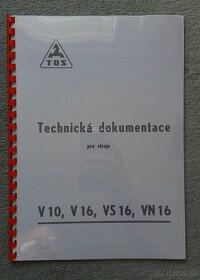 TOS
Technická dokumentace
pro stroje
V 10, V 16, VS 16, VN 16